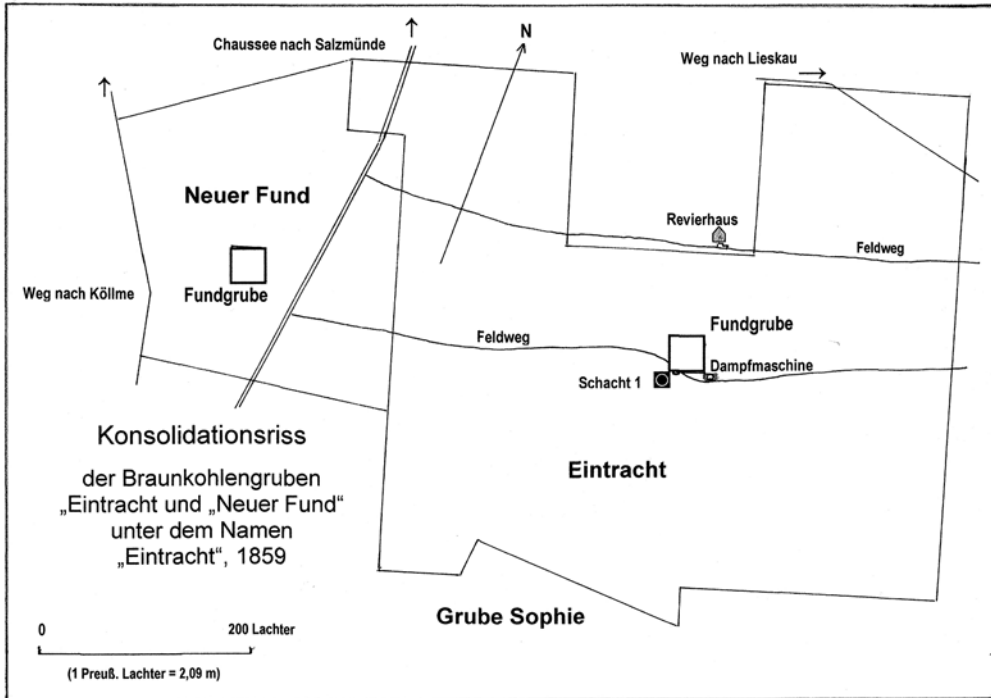 Chaussee nach Salzmünde
N
Weg nach Lieskau
Neuer Fund
Revierhaus
Feldweg
Weg nach Köllme
Fundgrube
Fundgrube
Feldweg
Dampfmaschine
Schacht 1
Konsolidationsriss
der Braunkohlengruben
„Eintracht und „Neuer Fund“
unter dem Namen
„Eintracht“, 1859
Eintracht
Grube Sophie
0 200 Lachter
(1 Preuß. Lachter = 2,09 m)